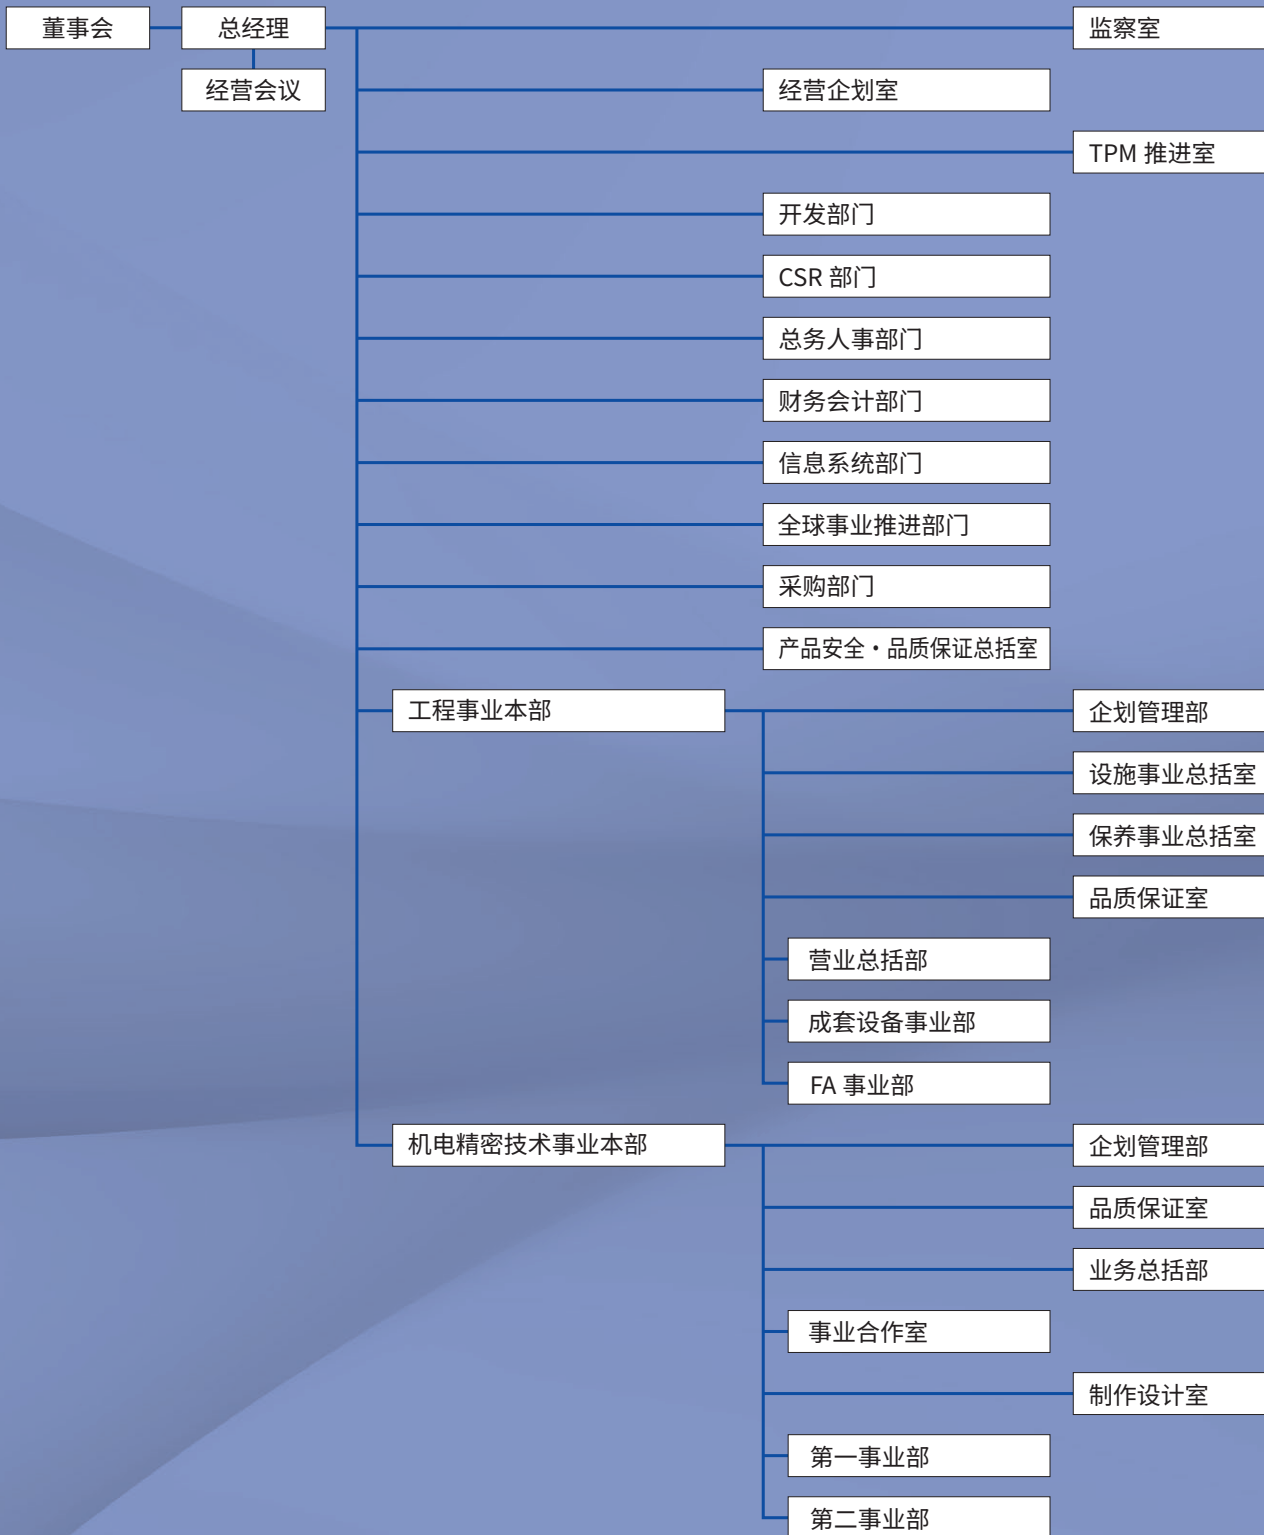 董事会
总经理
监察室
经营会议
经营企划室
TPM 推进室
开发部门
CSR 部门
总务人事部门
财务会计部门
信息系统部门
全球事业推进部门
采购部门
产品安全・品质保证总括室
工程事业本部
企划管理部
设施事业总括室
保养事业总括室
品质保证室
营业总括部
成套设备事业部
FA 事业部
机电精密技术事业本部
企划管理部
品质保证室
业务总括部
事业合作室
制作设计室
第一事业部
第二事业部